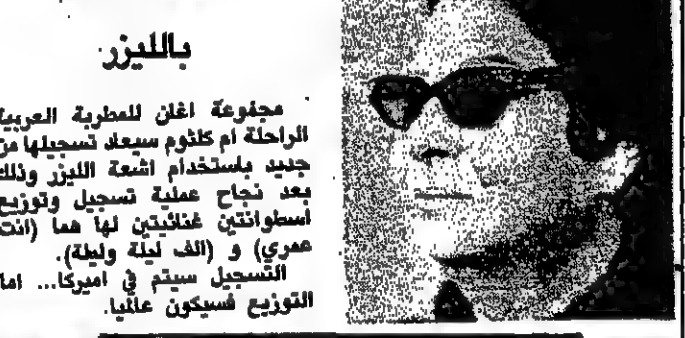 بالليزر
مجموعة اغان للمطربة العربية
الراحلة ام كلثوم سيعاد تسجيلها من
جديد باستخدام اشعة الليزر وذلك
بعد نجاح عملية تسجيل وتوزيع
اسطوانتين غنائيتين لها هما (انت
عمري) و (الف ليلة وليلة).
التسجيل سيتم في اميركا... اما
التوزيع فسيكون عالميا.